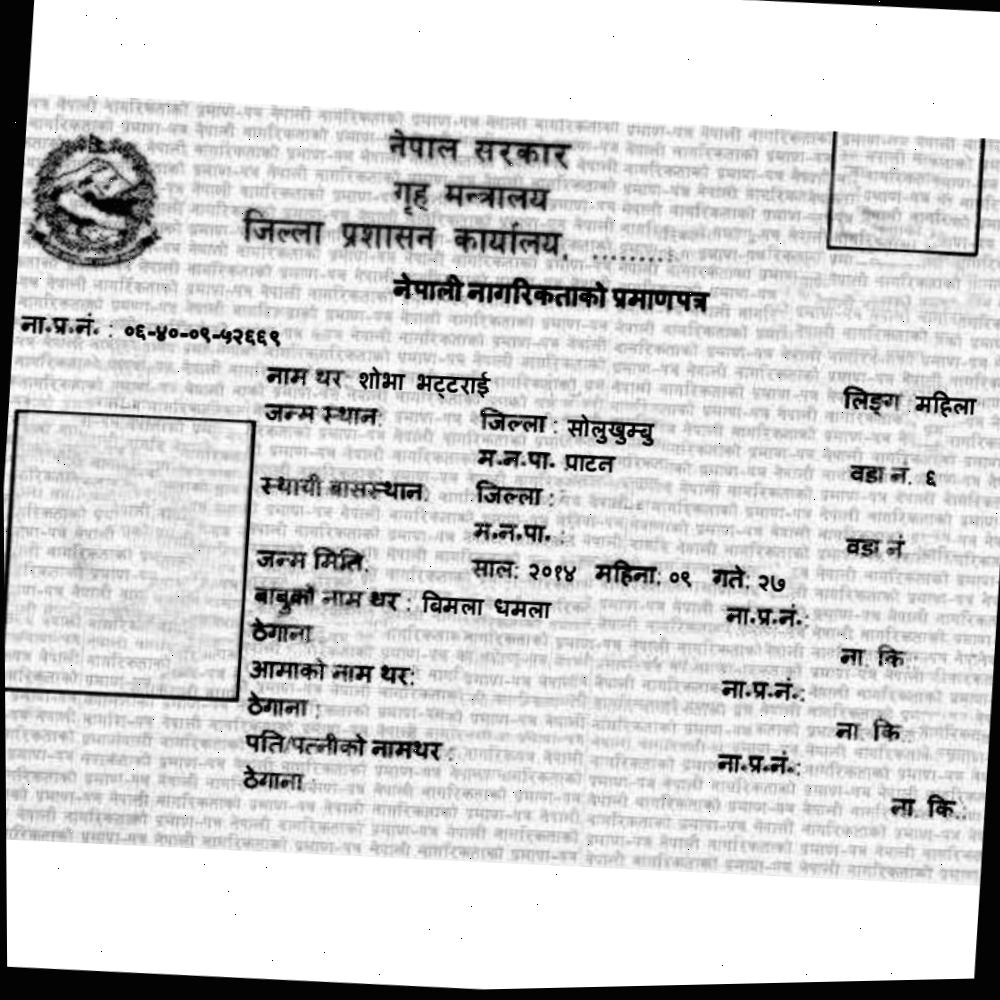 नेपाल सरकार
गृह मन्त्रालय
जिल्ला प्रशासन कार्यालय, .........
नेपाली नागरिकताको प्रमाणपत्र
ना.प्र.नं. : ०६-४०-०९-५२६६९
नाम थर: शोभा भट्टराई लिङ्ग : महिला
जन्म स्थान: जिल्ला : सोलुखुम्बु
म.न.पा. पाटन वडा नं. ६
स्थायी बासस्थान: जिल्ला :
म.न.पा. : वडा नं.
जन्म मिति: साल: २०१४ महिना: ०९ गते: २७
बाबुको नाम थर : बिमला धमला ना.प्र.नं.:
ठेगाना : ना. कि.:
आमाको नाम थर: ना.प्र.नं.:
ठेगाना : ना. कि.:
पति/पत्नीको नामथर : ना.प्र.नं.:
ठेगाना : ना. कि.: